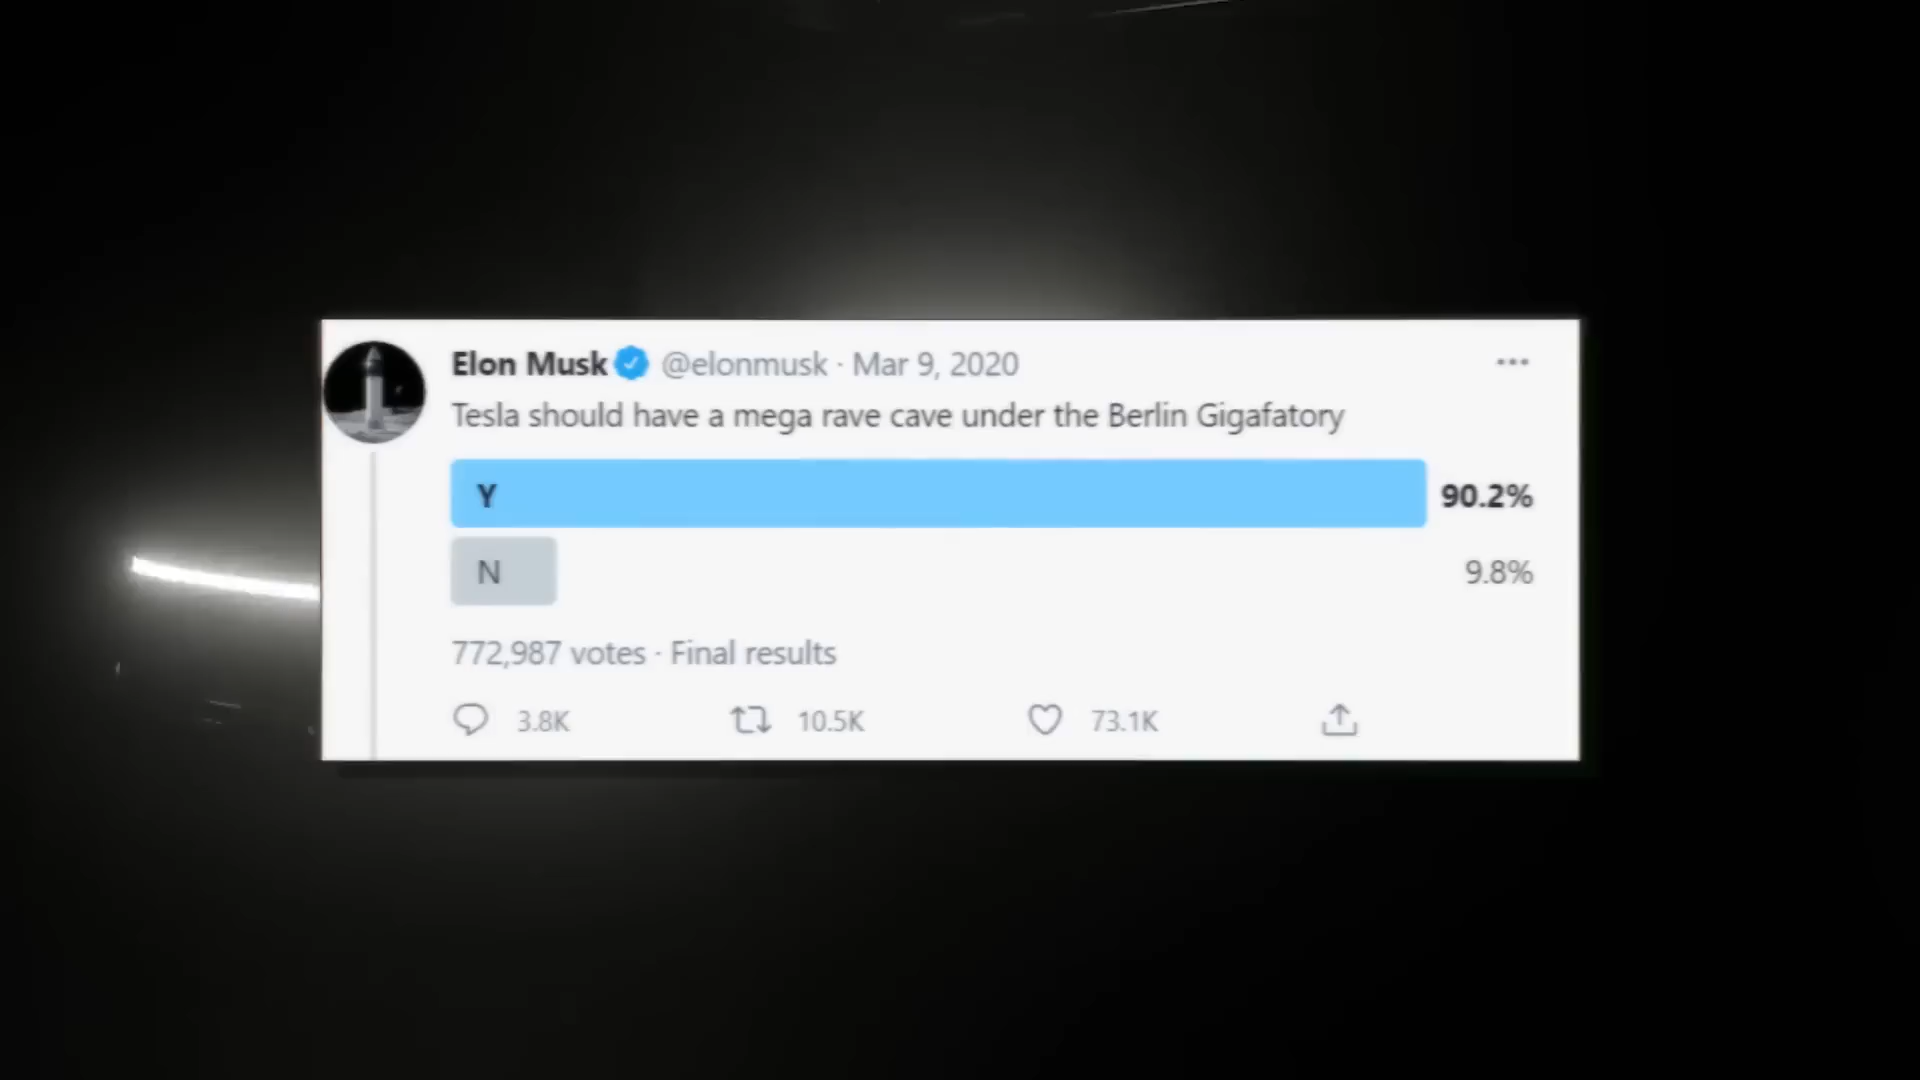 Elon Musk @elonmusk · Mar 9, 2020
Tesla should have a mega rave cave under the Berlin Gigafatory
Y 90.2%
N 9.8%
772,987 votes · Final results
3.8K 10.5K 73.1K